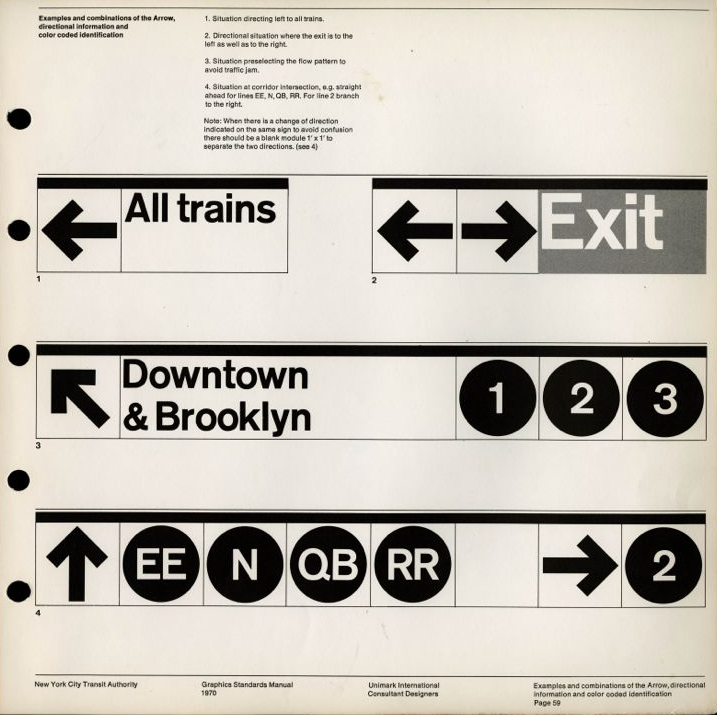 Examples and combinations of the Arrow,
directional information and
color coded identification
1. Situation directing left to all trains.
2. Directional situation where the exit is to the
left as well as to the right.
3. Situation preselecting the flow pattern to
avoid traffic jam.
4. Situation at corridor intersection, e.g. straight
ahead for lines EE, N, QB, RR. For line 2 branch
to the right.
Note: When there is a change of direction
indicated on the same sign to avoid confusion
there should be a blank module 1' x 1' to
separate the two directions. (see 4)
All trains
1
Exit
2
Downtown
& Brooklyn
1 2 3
3
EE N QB RR 2
4
New York City Transit Authority
Graphics Standards Manual
1970
Unimark International
Consultant Designers
Examples and combinations of the Arrow, directional
information and color coded identification
Page 59